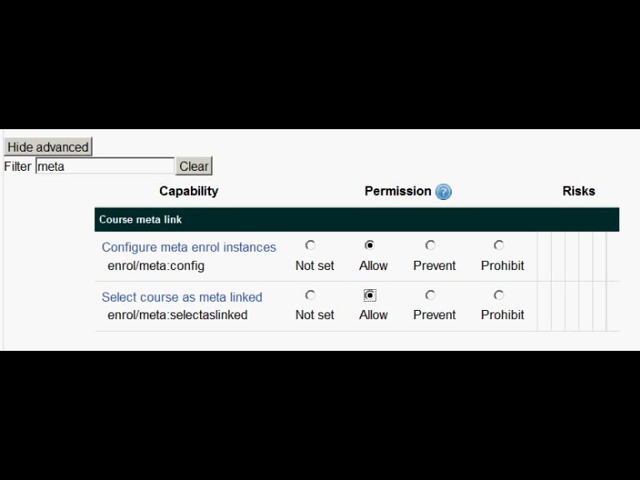 Hide advanced
Filter meta Clear
Capability Permission ? Risks
Course meta link
Configure meta enrol instances
enrol/meta:config Not set Allow Prevent Prohibit
Select course as meta linked
enrol/meta:selectaslinked Not set Allow Prevent Prohibit